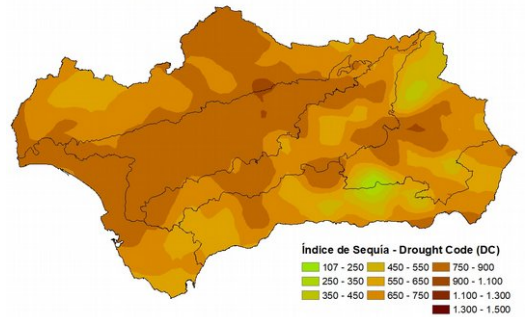 Índice de Sequía - Drought Code (DC)
107 - 250 450 - 550 750 - 900
250 - 350 550 - 650 900 - 1.100
350 - 450 650 - 750 1.100 - 1.300
1.300 - 1.500